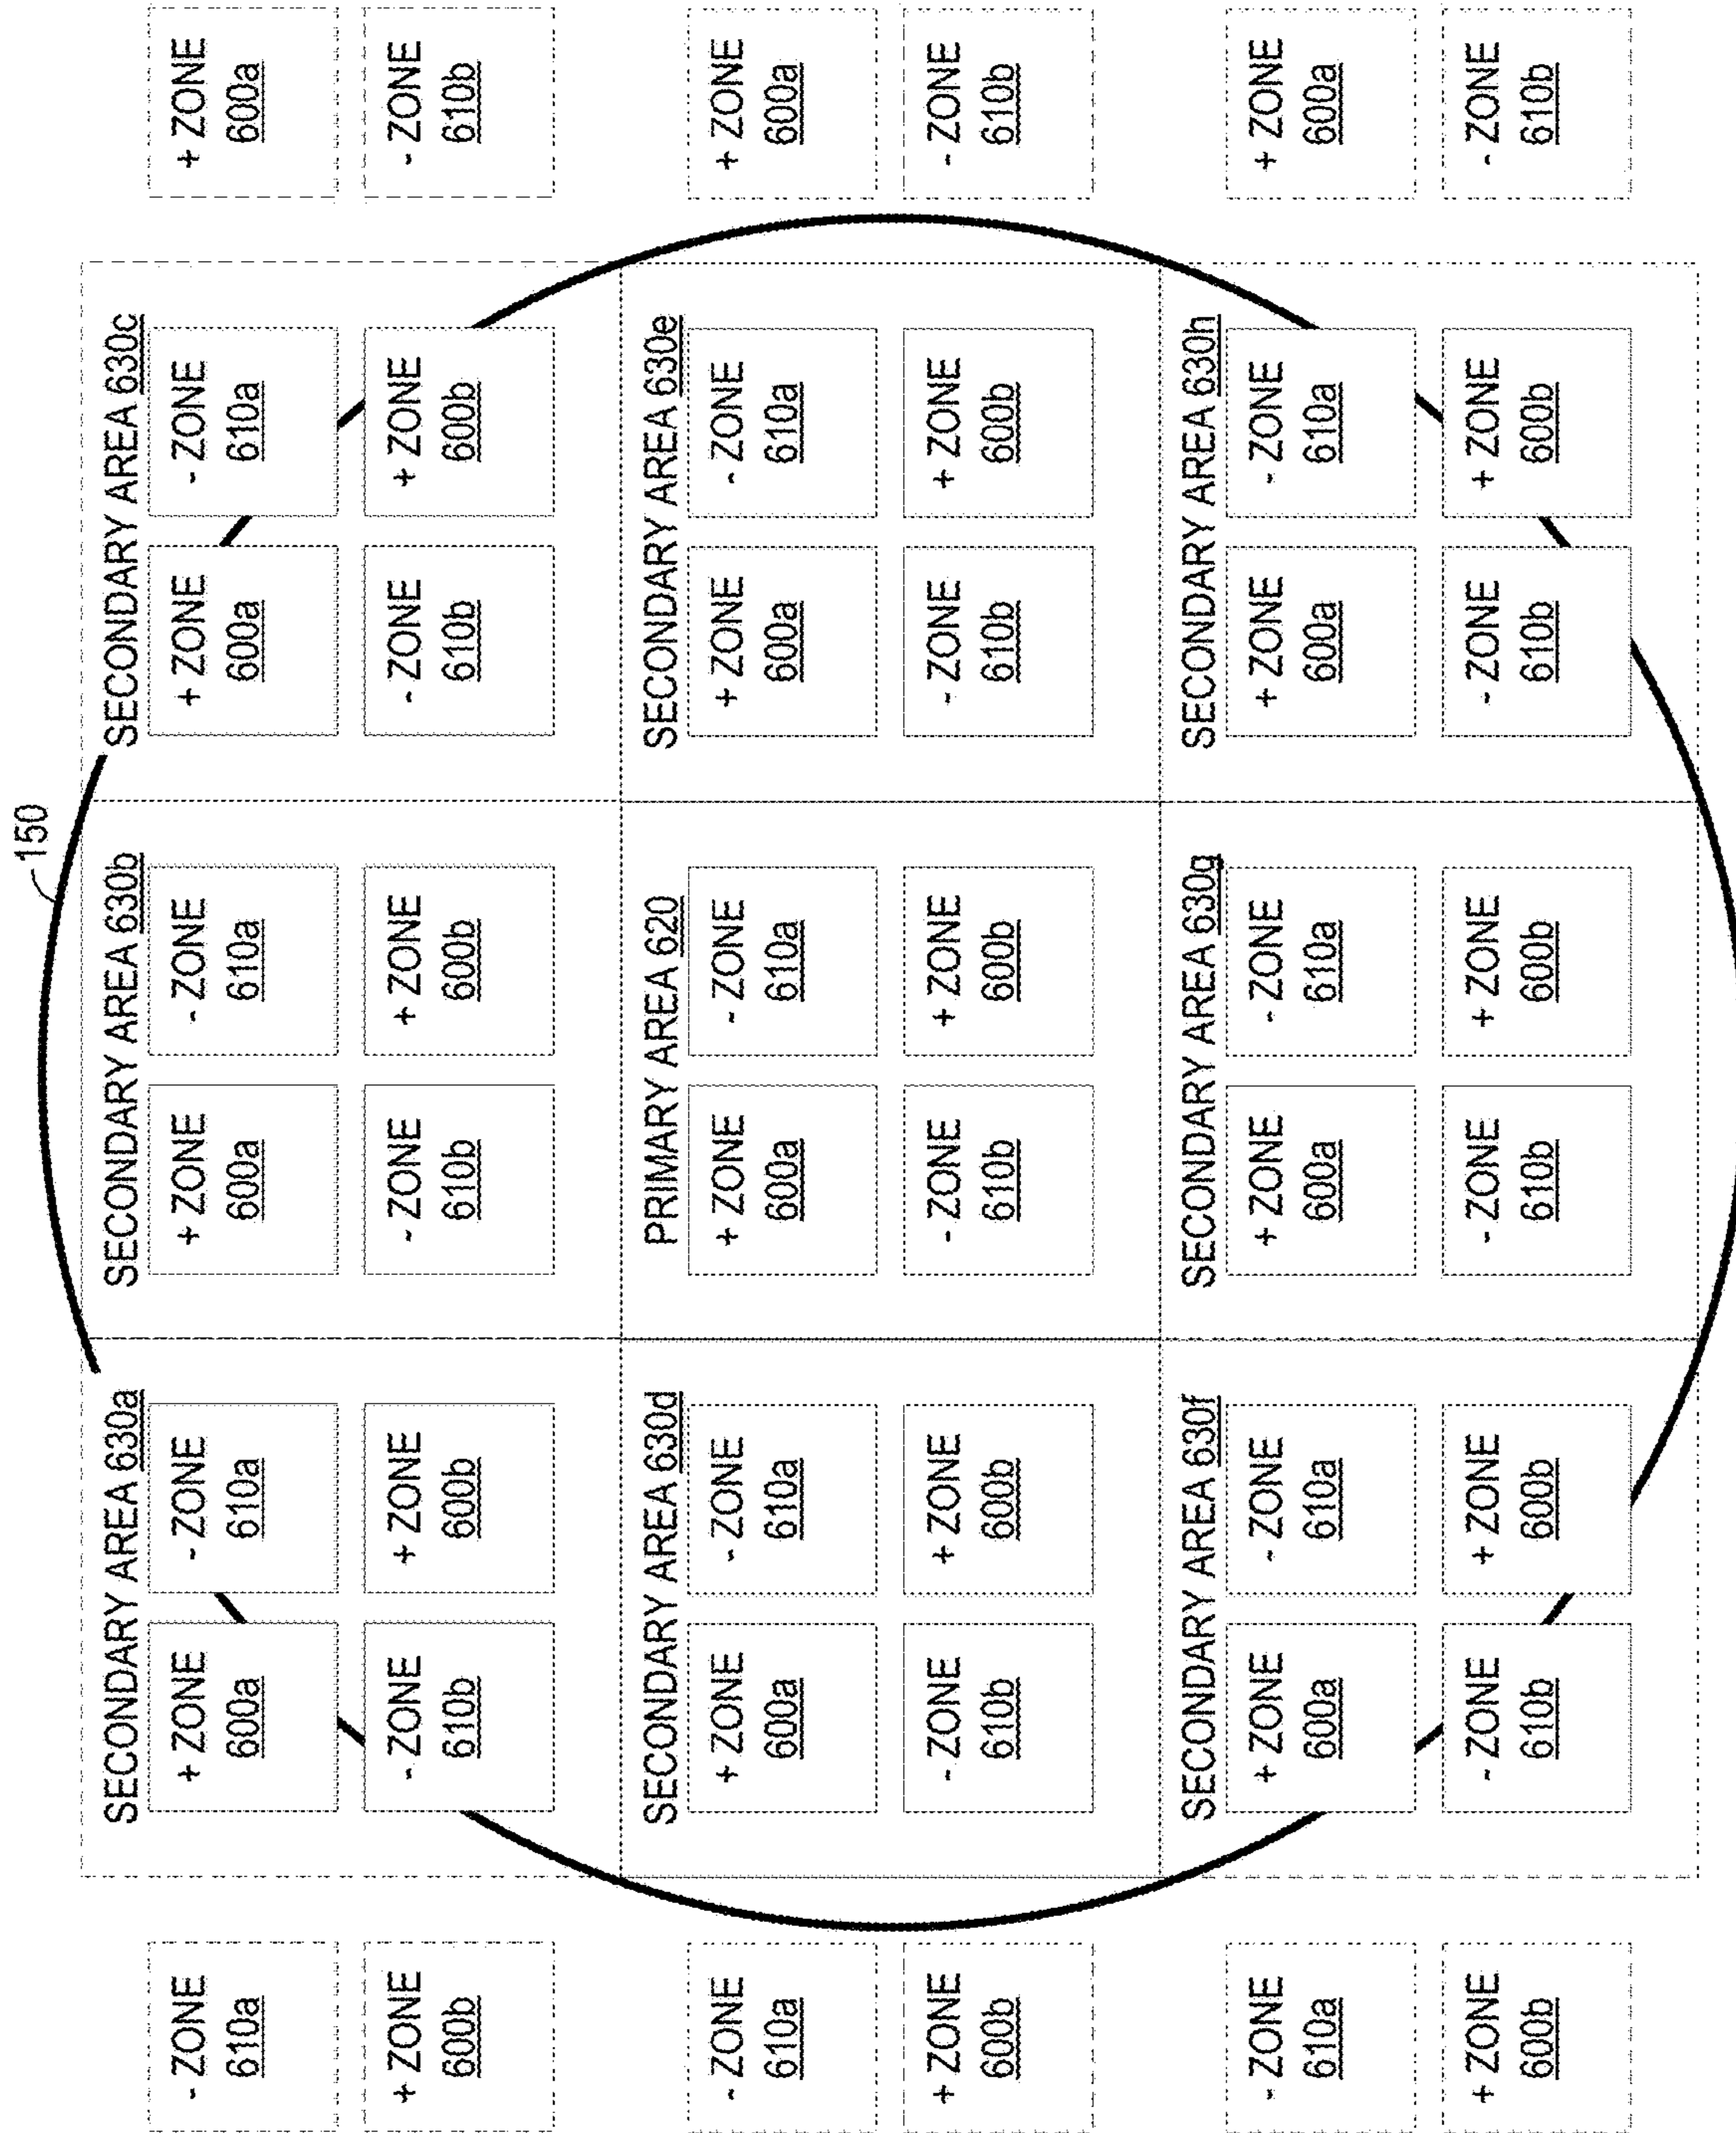 150
SECONDARY AREA 630a
SECONDARY AREA 630b
SECONDARY AREA 630c
- ZONE
610a
+ ZONE
600a
- ZONE
610a
+ ZONE
600a
- ZONE
610a
+ ZONE
600a
- ZONE
610a
+ ZONE
600a
+ ZONE
600b
- ZONE
610b
+ ZONE
600b
- ZONE
610b
+ ZONE
600b
- ZONE
610b
+ ZONE
600b
- ZONE
610b
SECONDARY AREA 630d
PRIMARY AREA 620
SECONDARY AREA 630e
- ZONE
610a
+ ZONE
600a
- ZONE
610a
+ ZONE
600a
- ZONE
610a
+ ZONE
600a
- ZONE
610a
+ ZONE
600a
+ ZONE
600b
- ZONE
610b
+ ZONE
600b
- ZONE
610b
+ ZONE
600b
- ZONE
610b
+ ZONE
600b
- ZONE
610b
SECONDARY AREA 630f
SECONDARY AREA 630g
SECONDARY AREA 630h
- ZONE
610a
+ ZONE
600a
- ZONE
610a
+ ZONE
600a
- ZONE
610a
+ ZONE
600a
- ZONE
610a
+ ZONE
600a
+ ZONE
600b
- ZONE
610b
+ ZONE
600b
- ZONE
610b
+ ZONE
600b
- ZONE
610b
+ ZONE
600b
- ZONE
610b